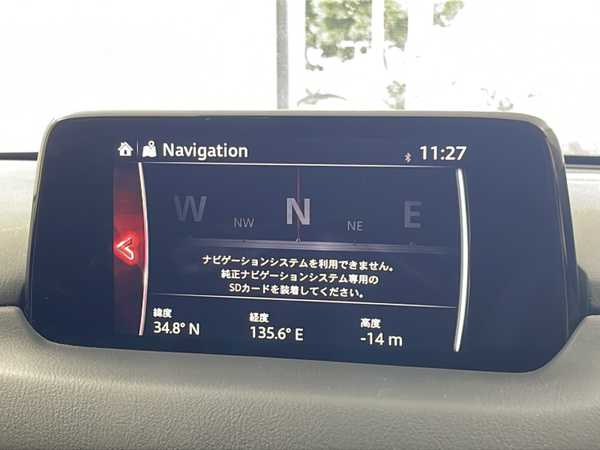 Navigation 11:27
W NW N NE E
ナビゲーションシステムを利用できません。
純正ナビゲーションシステム専用の
SDカードを装着してください。
緯度 経度 高度
34.8° N 135.6° E -14 m